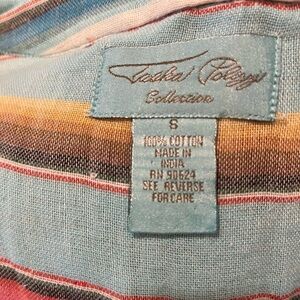 Tasha Polizzi
Collection
S
100% COTTON
MADE IN
INDIA
RN 90624
SEE REVERSE
FOR CARE